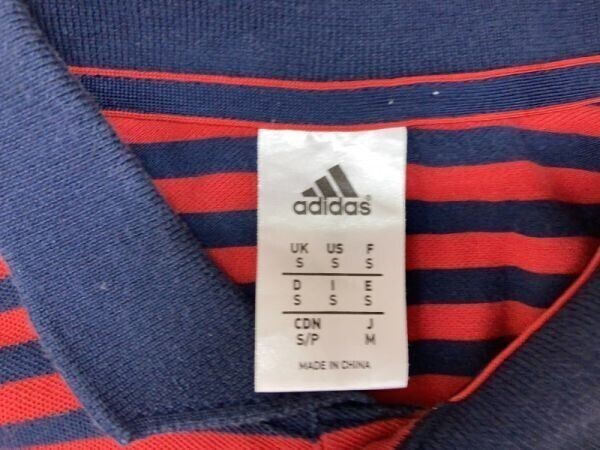 adidas®
UK US F
S S S
D I E
S S S
CDN J
S/P M
MADE IN CHINA